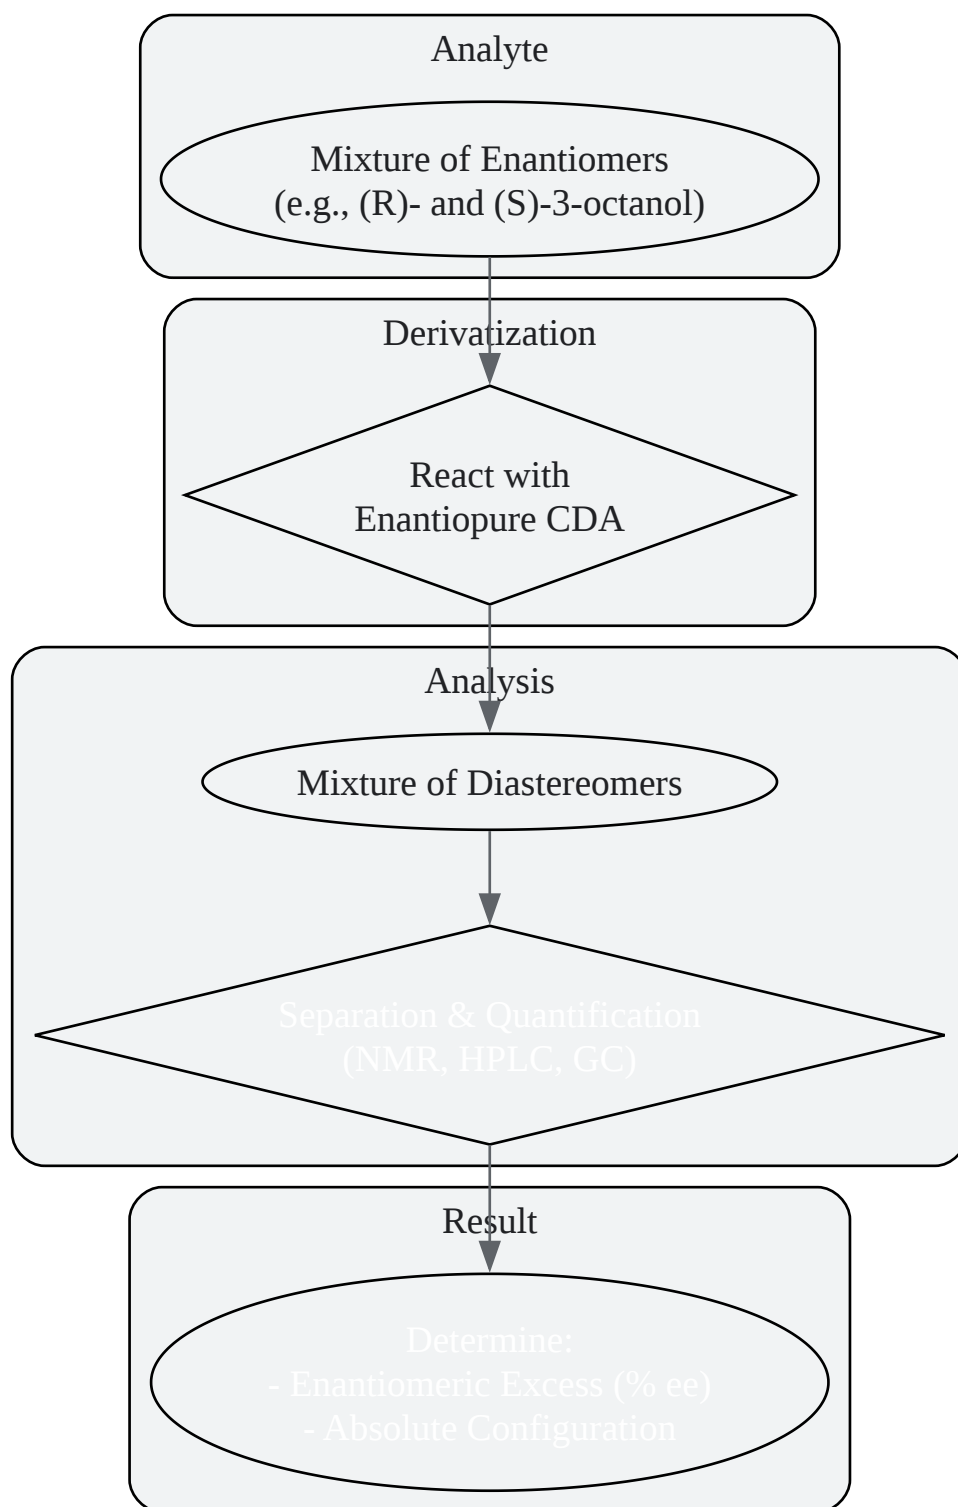 Analyte
Mixture of Enantiomers
(e.g., (R)- and (S)-3-octanol)
Derivatization
React with
Enantiopure CDA
Analysis
Mixture of Diastereomers
Separation & Quantification
(NMR, HPLC, GC)
Result
Determine:
- Enantiomeric Excess (% ee)
- Absolute Configuration